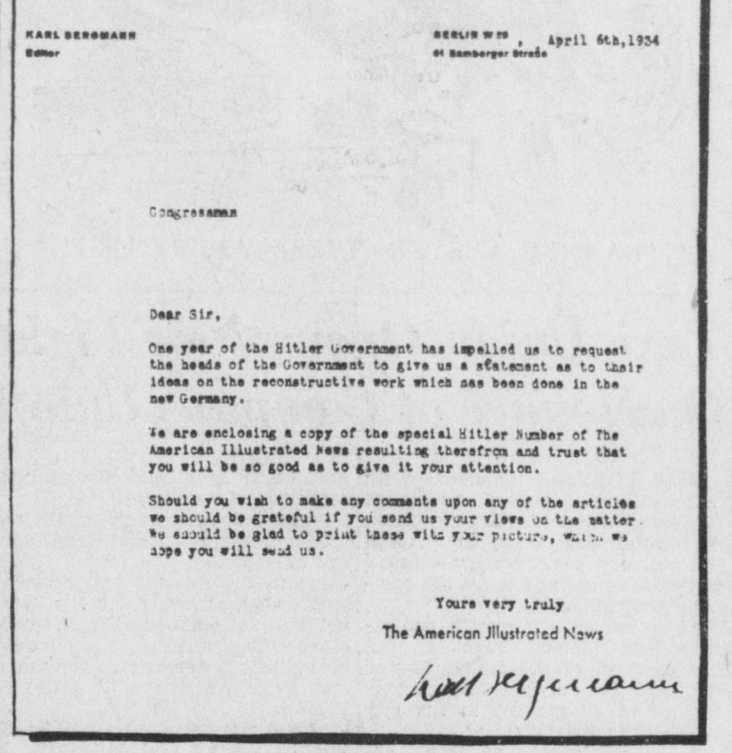 KARL BERGMANN
Editor
BERLIN W 29, April 6th,1934
61 Bamberger Straße
Congressman
Dear Sir,
One year of the Hitler Government has impelled us to request
the heads of the Government to give us a statement as to their
ideas on the reconstructive work which has been done in the
new Germany.
We are enclosing a copy of the special Hitler Number of The
American Illustrated News resulting therefrom and trust that
you will be so good as to give it your attention.
Should you wish to make any comments upon any of the articles
we should be grateful if you send us your views on the matter.
We should be glad to print these with your picture, which we
hope you will send us.
Yours very truly
The American Jllustrated News
Karl Bergmann